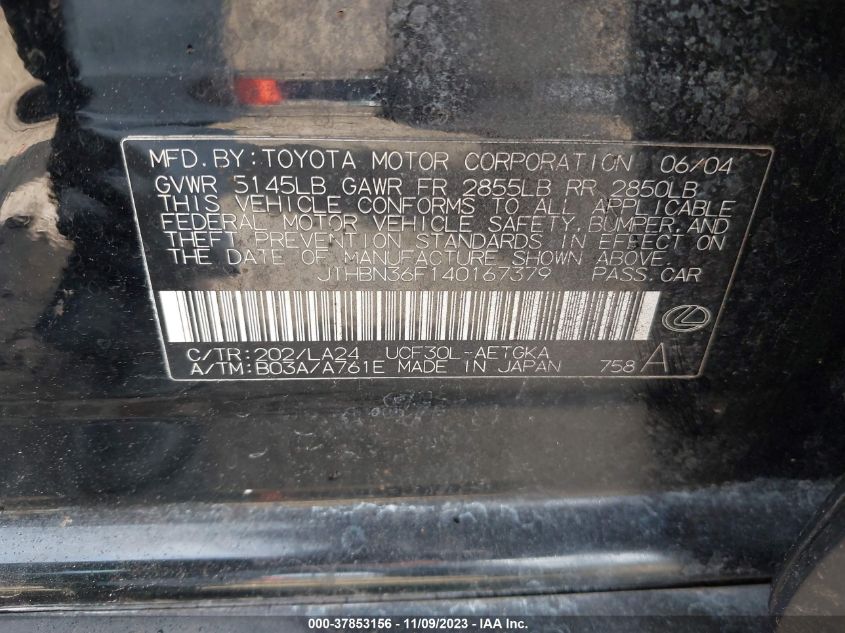 MFD. BY: TOYOTA MOTOR CORPORATION 06/04
GVWR 5145LB GAWR FR 2855LB RR 2850LB
THIS VEHICLE CONFORMS TO ALL APPLICABLE
FEDERAL MOTOR VEHICLE SAFETY, BUMPER, AND
THEFT PREVENTION STANDARDS IN EFFECT ON
THE DATE OF MANUFACTURE SHOWN ABOVE.
JTHBN36F140167379 PASS. CAR
C/TR: 202/LA24 UCF30L-AETGKA
A/TM: B03A/A761E MADE IN JAPAN 758 A
000-37853156 - 11/09/2023 - IAAI.COM